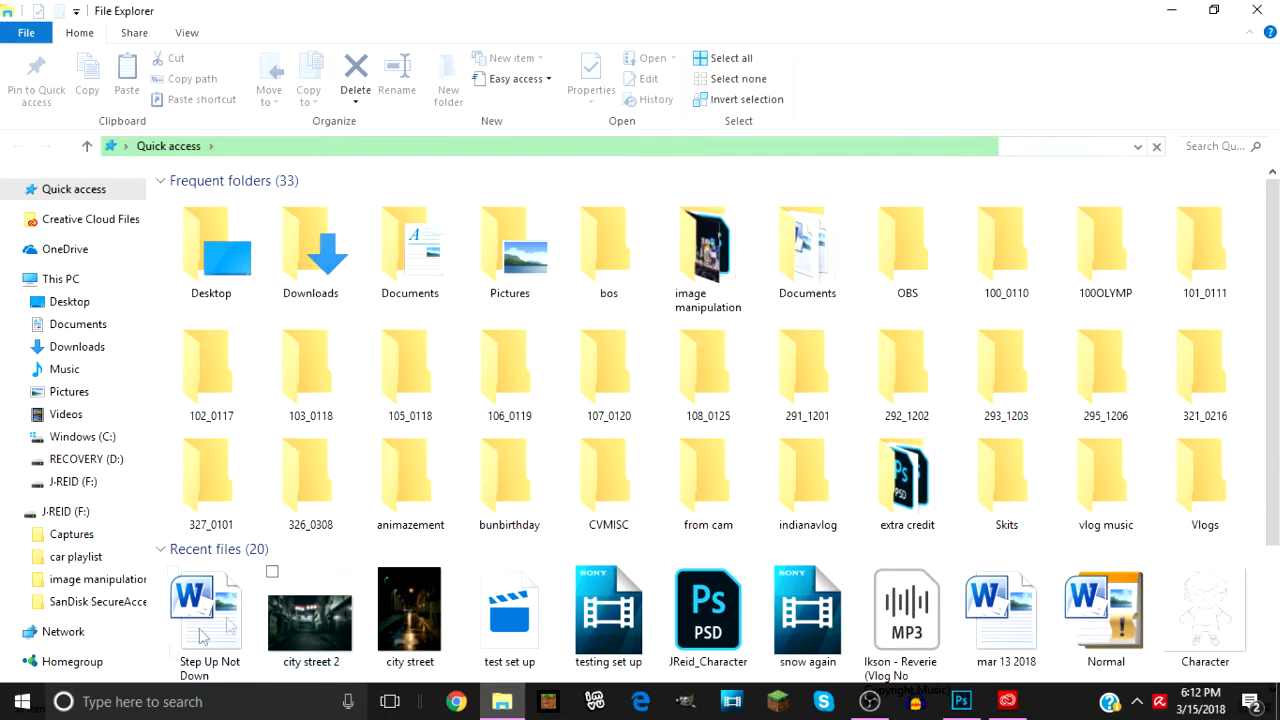 File Explorer
File Home Share View
Pin to Quick access
Copy
Paste
Cut
Copy path
Paste shortcut
Move to
Copy to
Delete
Rename
New folder
New item
Easy access
Properties
Open
Edit
History
Select all
Select none
Invert selection
Clipboard Organize New Open Select
Quick access
Search Qu...
Quick access
Creative Cloud Files
OneDrive
This PC
Desktop
Documents
Downloads
Music
Pictures
Videos
Windows (C:)
RECOVERY (D:)
J-REID (F:)
J-REID (F:)
Captures
car playlist
image manipulation
SanDisk SecureAcce
Network
Homegroup
Frequent folders (33)
Desktop Downloads Documents Pictures bos image manipulation Documents OBS 100_0110 100OLYMP 101_0111
102_0117 103_0118 105_0118 106_0119 107_0120 108_0125 291_1201 292_1202 293_1203 295_1206 321_0216
327_0101 326_0308 animazement bunbirthday CVMISC from cam indianavlog extra credit Skits vlog music Vlogs
Ps
PSD
Recent files (20)
W
SONY
Ps
PSD
SONY
MP3
W
W
Step Up Not Down
city street 2
city street
test set up
testing set up
JReid_Character
snow again
Ikson - Reverie (Vlog No Copyright Music)
mar 13 2018
Normal
Character
Type here to search
Ps
6:12 PM
3/15/2018
2